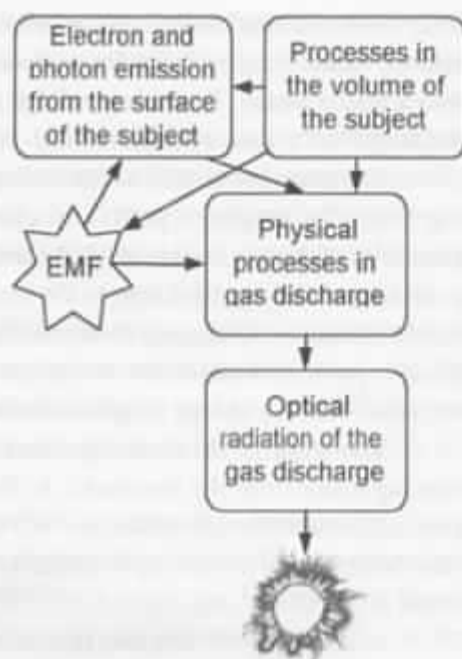 Electron and
photon emission
from the surface
of the subject
Processes in
the volume of
the subject
EMF
Physical
processes in
gas discharge
Optical
radiation of the
gas discharge